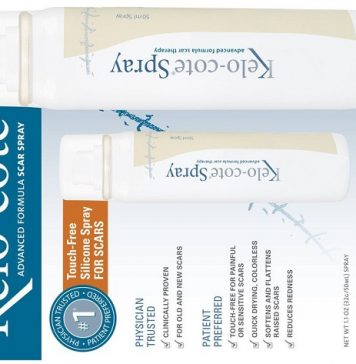 Kelo-cote
ADVANCED FORMULA SCAR SPRAY
Touch-Free
Silicone Spray
FOR SCARS
PHYSICIAN TRUSTED • PATIENT PREFERRED •
#1
PHYSICIAN
TRUSTED
CLINICALLY PROVEN
FOR OLD AND NEW SCARS
PATIENT
PREFERRED
TOUCH-FREE FOR PAINFUL
OR SENSITIVE SCARS
QUICK DRYING, COLORLESS
SOFTENS AND FLATTENS
RAISED SCARS
REDUCES REDNESS
NET WT 1.1 OZ (32g/50mL) SPRAY
Kelo-cote® Spray
advanced formula scar therapy
50ml Spray
Kelo-cote® Spray
advanced formula scar therapy
50ml Spray